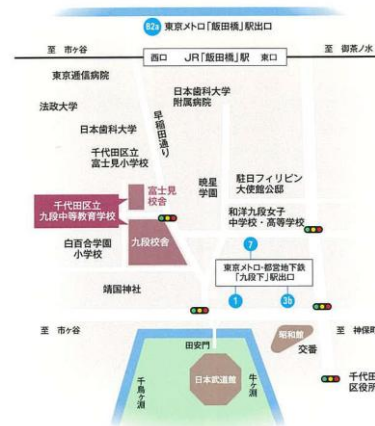 B2a 東京メトロ「飯田橋」駅出口
至 市ヶ谷
西口 JR「飯田橋」駅 東口
至 御茶ノ水
東京逓信病院
日本歯科大学
附属病院
法政大学
早稲田通り
日本歯科大学
千代田区立
富士見小学校
富士見
校舎
暁星
学園
駐日フィリピン
大使館公邸
千代田区立
九段中等教育学校
和洋九段女子
中学校・高等学校
九段校舎
白百合学園
小学校
7
東京メトロ・都営地下鉄
「九段下」駅出口
靖国神社
1
3b
至 市ヶ谷
田安門
昭和館
至 神保町
交番
日本武道館
千鳥ヶ淵
牛ヶ淵
千代田
区役所